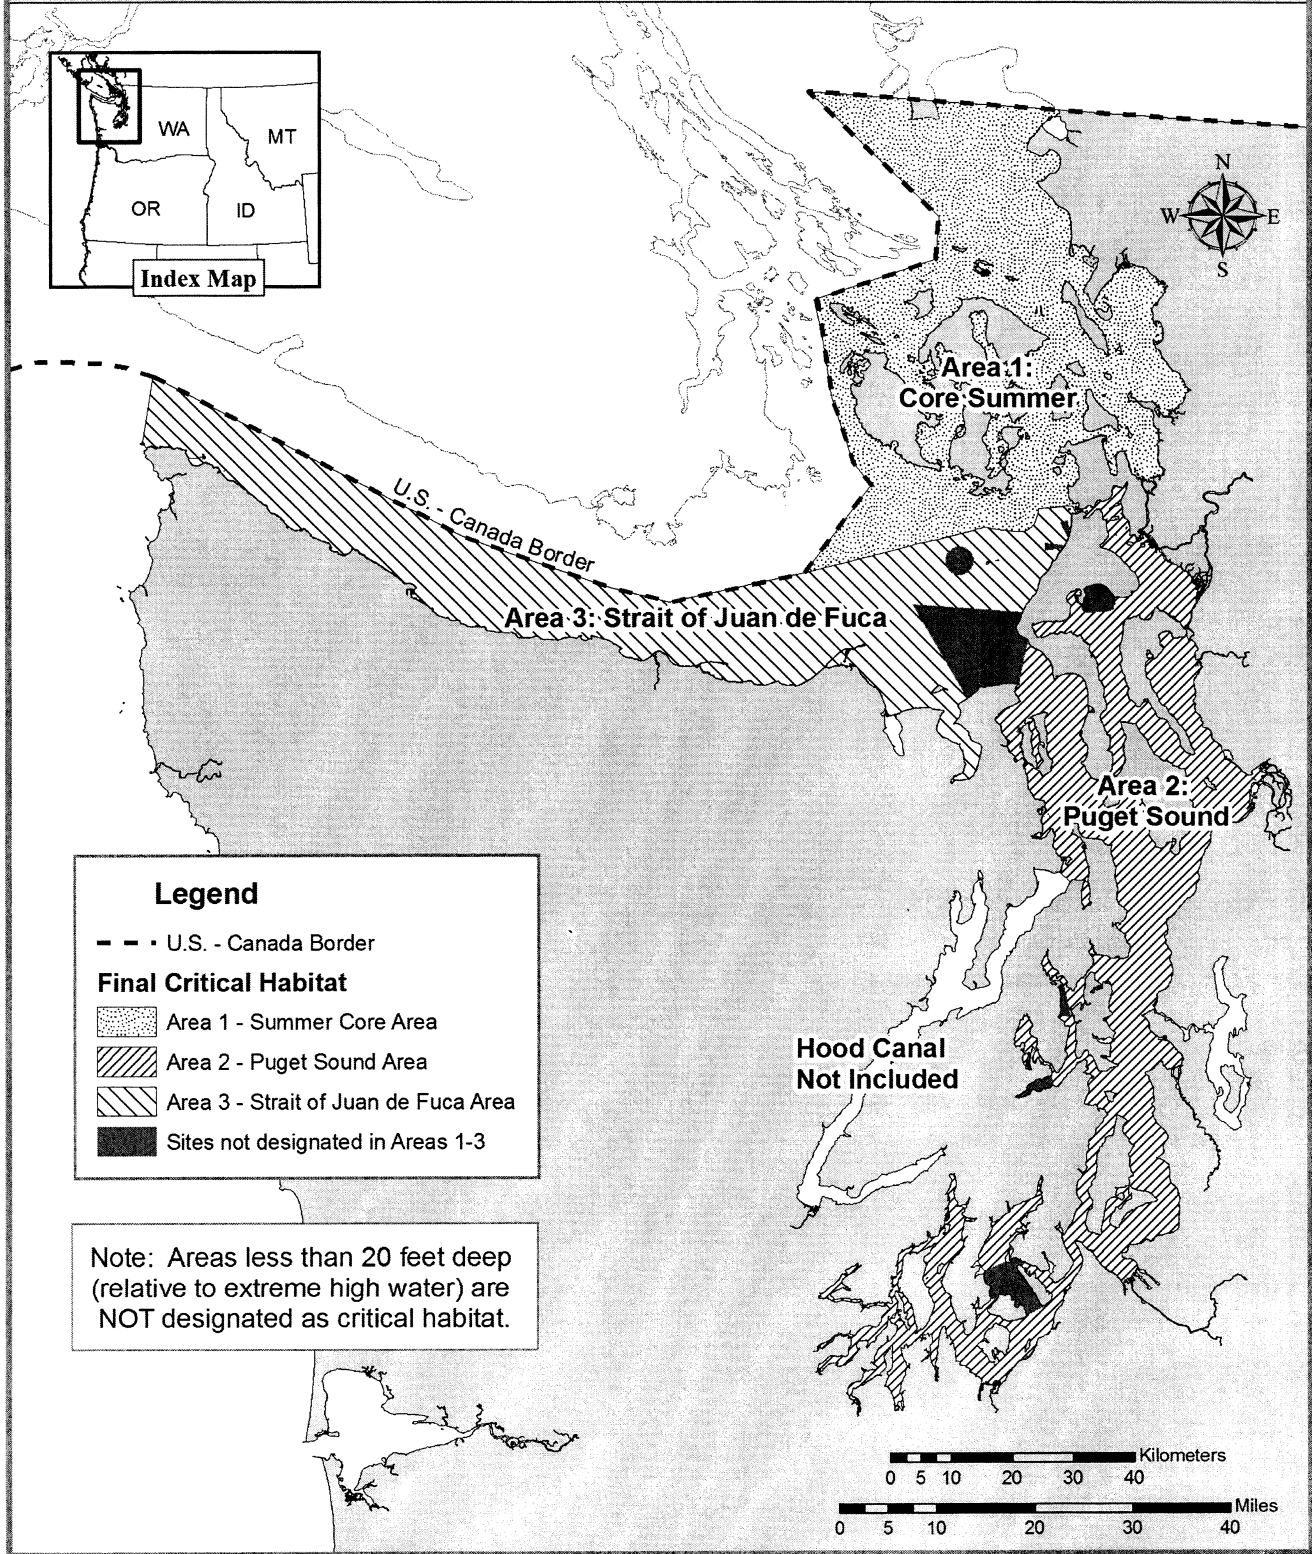 WA
MT
OR
ID
Index Map
N
W
E
S
Area 1:
Core Summer
U.S. - Canada Border
Area 3: Strait of Juan de Fuca
Area 2:
Puget Sound
Hood Canal
Not Included
Legend
U.S. - Canada Border
Final Critical Habitat
Area 1 - Summer Core Area
Area 2 - Puget Sound Area
Area 3 - Strait of Juan de Fuca Area
Sites not designated in Areas 1-3
Note: Areas less than 20 feet deep
(relative to extreme high water) are
NOT designated as critical habitat.
Kilometers
0 5 10 20 30 40
Miles
0 5 10 20 30 40